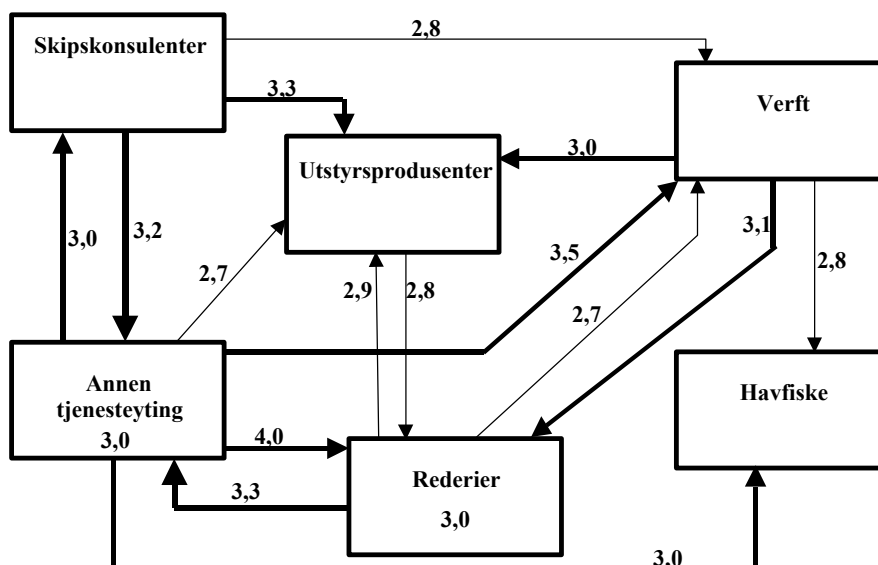 2,8
Skipskonsulenter
3,3
Verft
3,0
Utstyrsprodusenter
3,0
3,2
3,1
3,5
2,7
2,9
2,8
2,8
2,7
Annen
tjenesteyting
3,0
Havfiske
4,0
Rederier
3,3
3,0
3,0